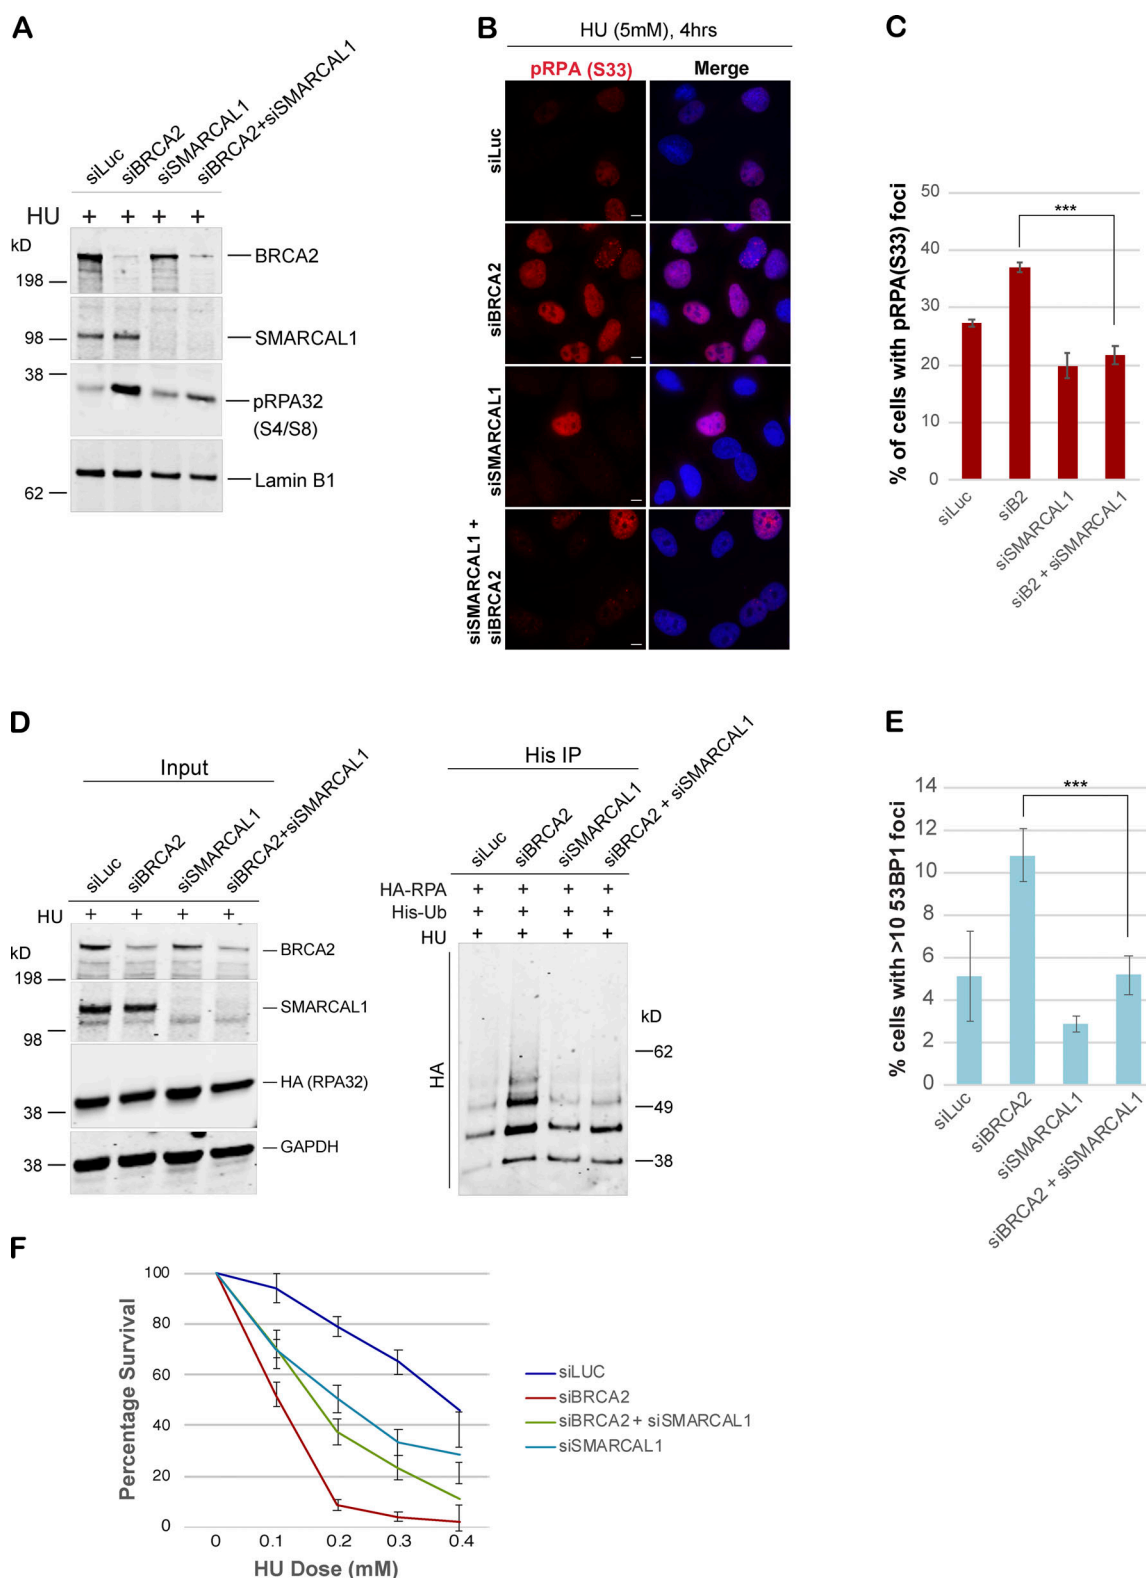 A
siLuc
siBRCA2
siSMARCAL1
siBRCA2+siSMARCAL1
HU + + + +
kD
BRCA2
198
SMARCAL1
98
38
pRPA32
(S4/S8)
Lamin B1
62
B
HU (5mM), 4hrs
pRPA (S33) Merge
siLuc
siBRCA2
siSMARCAL1
siSMARCAL1 +
siBRCA2
C
% of cells with pRPA(S33) foci
50
40
30
20
10
0
***
siLuc
siB2
siSMARCAL1
siB2 + siSMARCAL1
D
Input
siLuc
siBRCA2
siSMARCAL1
siBRCA2+siSMARCAL1
HU + + + +
kD
BRCA2
198
SMARCAL1
98
HA (RPA32)
38
GAPDH
38
His IP
siLuc
siBRCA2
siSMARCAL1
siBRCA2 + siSMARCAL1
HA-RPA + + + +
His-Ub + + + +
HU + + + +
HA
kD
62
49
38
E
% cells with >10 53BP1 foci
14
12
10
8
6
4
2
0
***
siLuc
siBRCA2
siSMARCAL1
siBRCA2 + siSMARCAL1
F
Percentage Survival
100
80
60
40
20
0
0 0.1 0.2 0.3 0.4
HU Dose (mM)
siLUC
siBRCA2
siBRCA2 + siSMARCAL1
siSMARCAL1